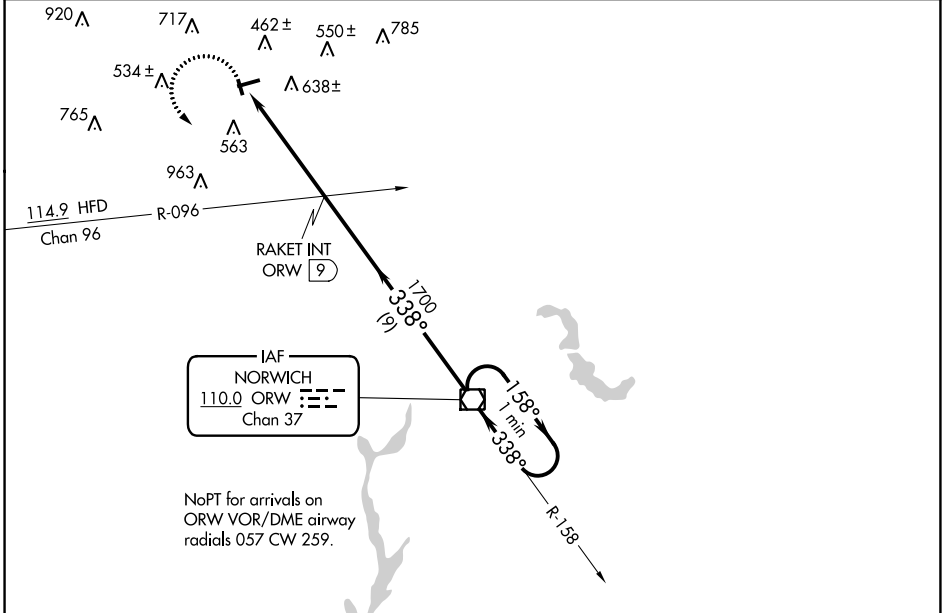 920
717
462±
550±
785
534±
638±
765
563
963
114.9 HFD
R-096
Chan 96
RAKET INT
ORW 9
1700
338°
(9)
IAF
NORWICH
110.0 ORW
Chan 37
158°
1 min
338°
NoPT for arrivals on
ORW VOR/DME airway
radials 057 CW 259.
R-158